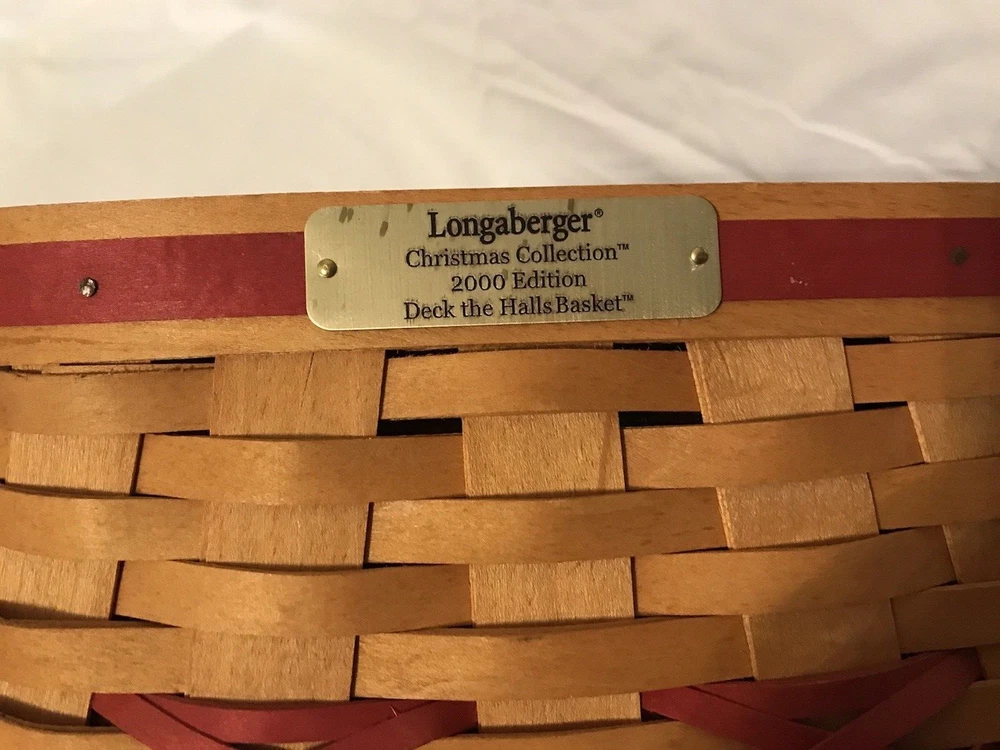 Longaberger®
Christmas Collection™
2000 Edition
Deck the Halls Basket™